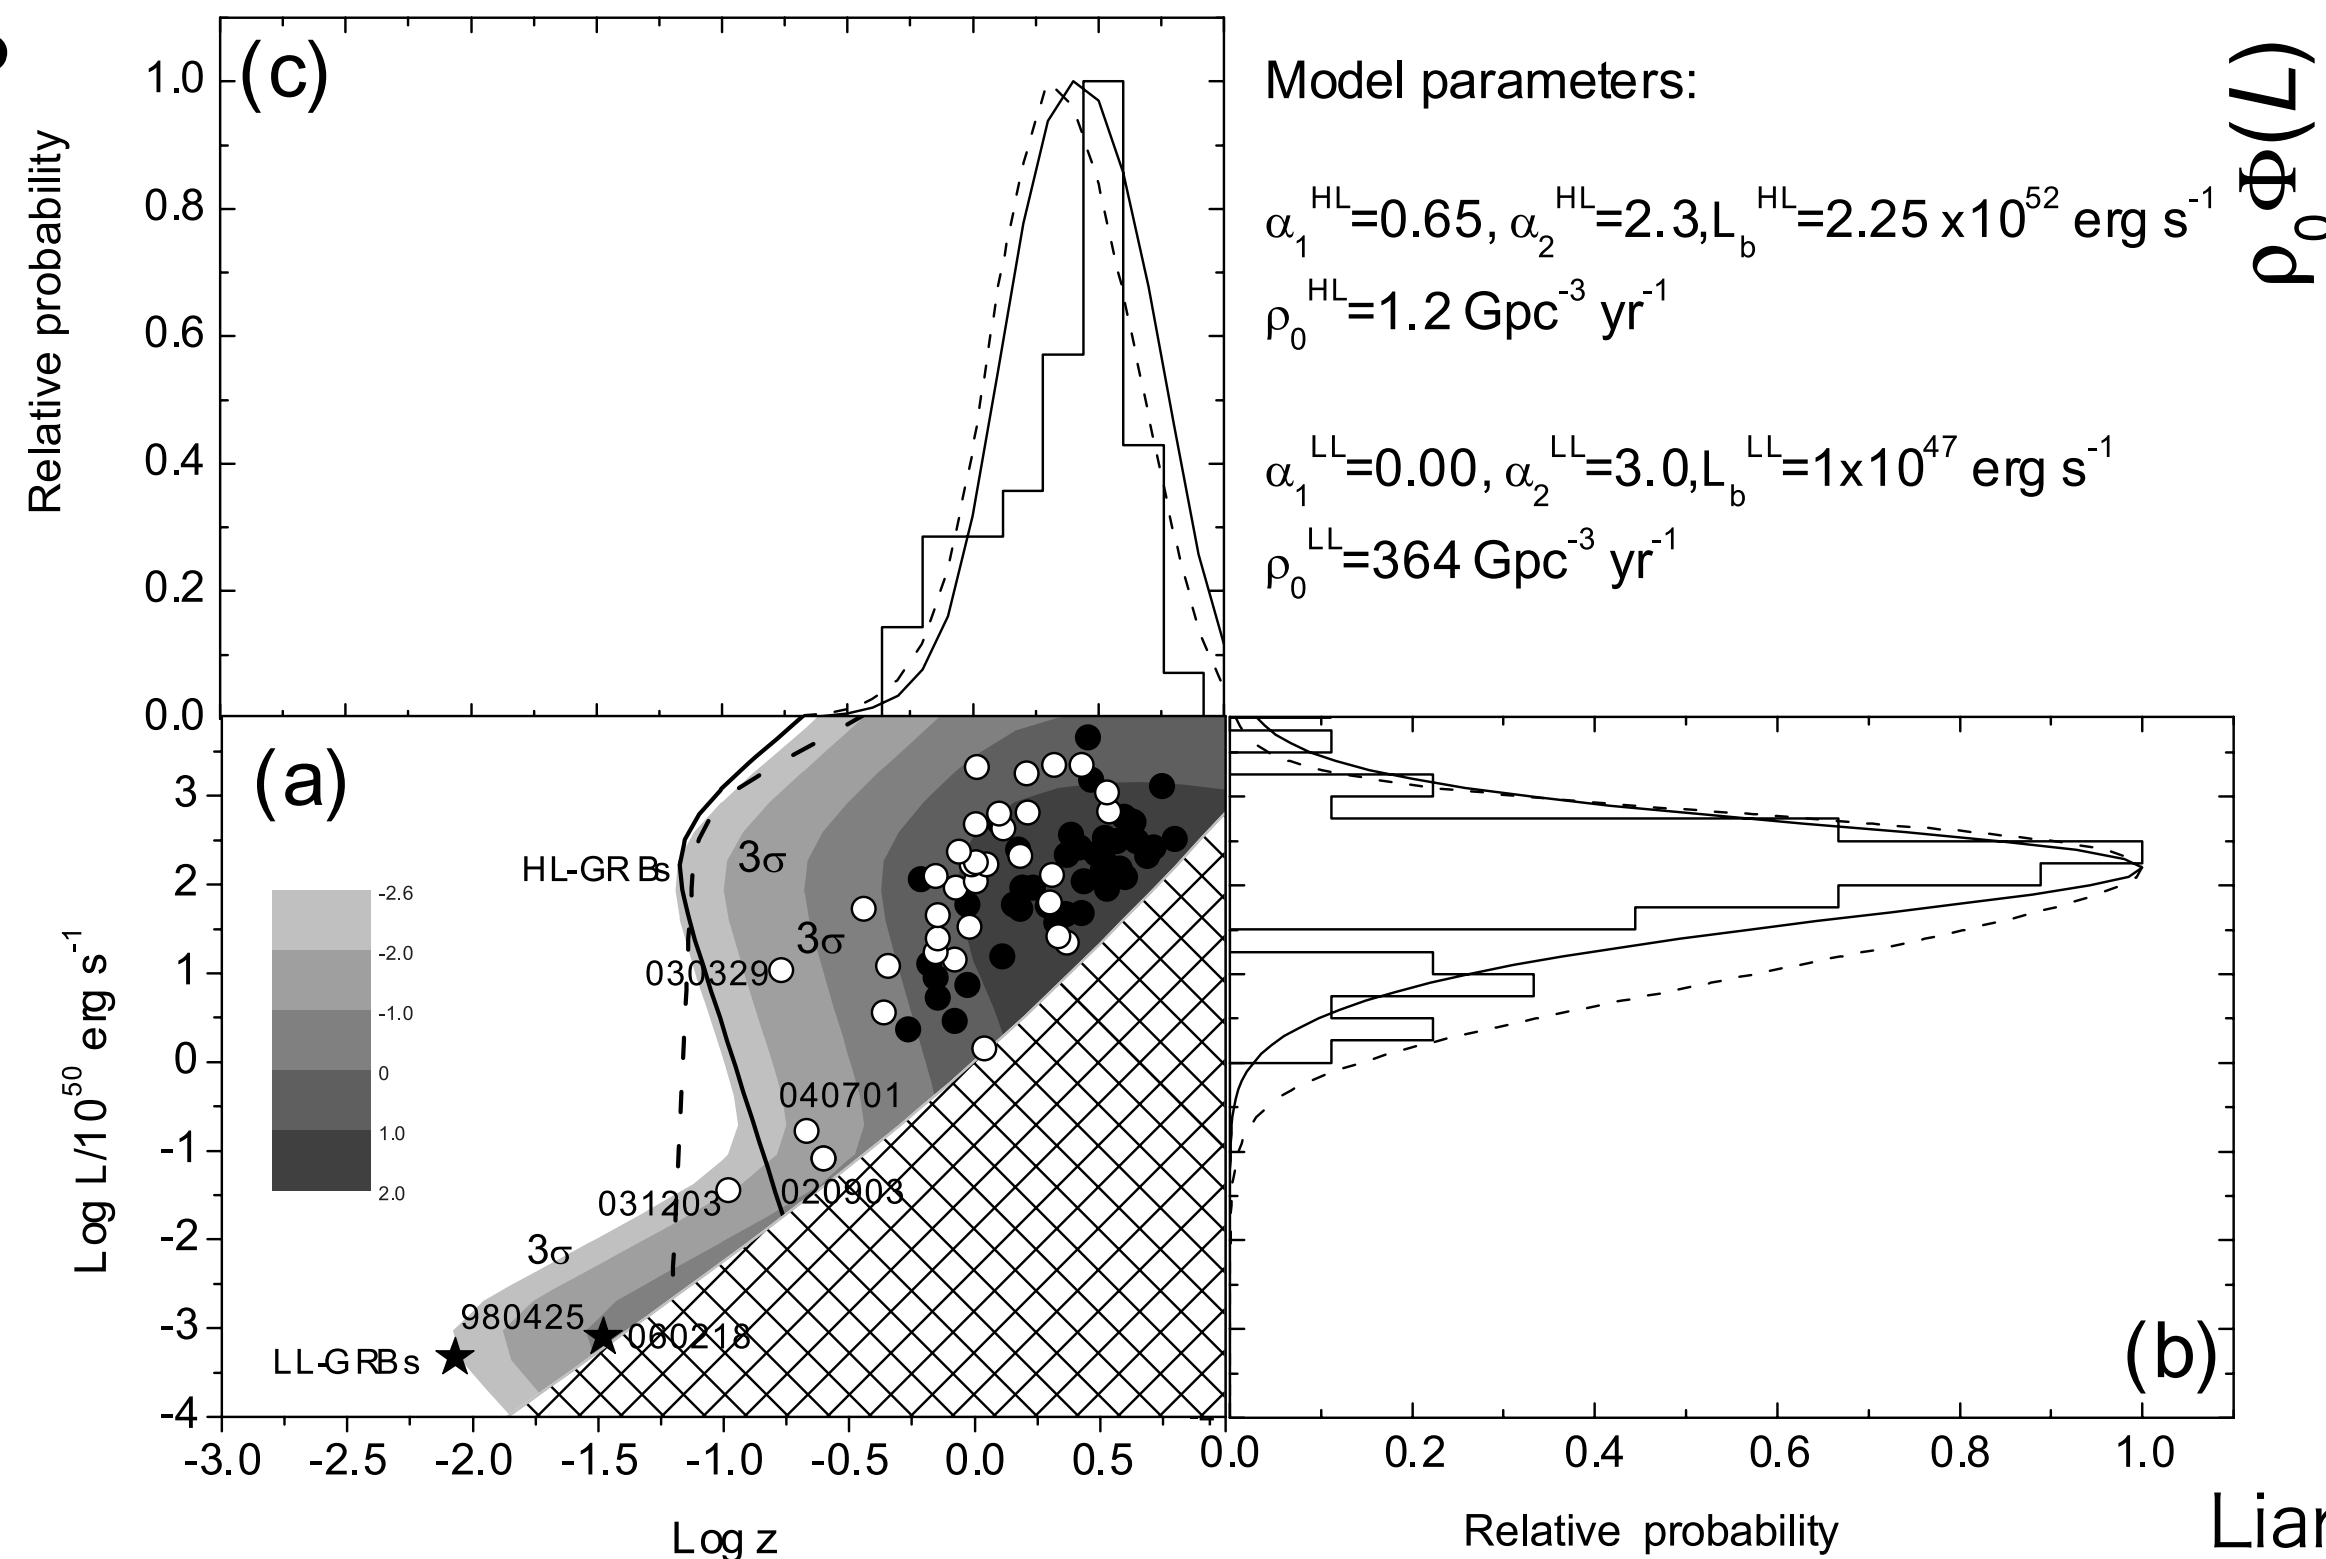 (c)
1.0
0.8
0.6
0.4
0.2
0.0
Relative probability
Model parameters:
α₁ᴴᴸ=0.65, α₂ᴴᴸ=2.3,L_bᴴᴸ=2.25 x10⁵² erg s⁻¹
ρ₀ᴴᴸ=1.2 Gpc⁻³ yr⁻¹
α₁ᴸᴸ=0.00, α₂ᴸᴸ=3.0,L_bᴸᴸ=1x10⁴⁷ erg s⁻¹
ρ₀ᴸᴸ=364 Gpc⁻³ yr⁻¹
ρ₀Φ(L)
(a)
3
2
1
0
-1
-2
-3
-4
Log L/10⁵⁰ erg s⁻¹
HL-GRBs
3σ
3σ
030329
-2.6
-2.0
-1.0
0
1.0
2.0
040701
031203
020903
3σ
980425
060218
LL-GRBs
-3.0 -2.5 -2.0 -1.5 -1.0 -0.5 0.0 0.5
Log z
(b)
0.0 0.2 0.4 0.6 0.8 1.0
Relative probability
Liar